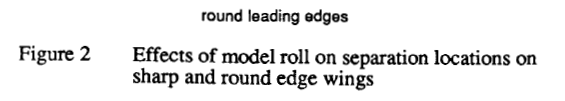 round leading edges
Figure 2 Effects of model roll on separation locations on
sharp and round edge wings